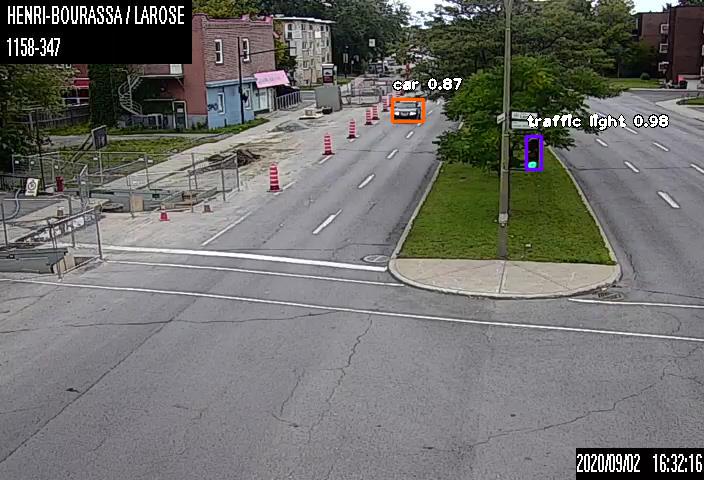 HENRI-BOURASSA / LAROSE
1158-347
car 0.87
traffic light 0.98
2020/09/02 16:32:16